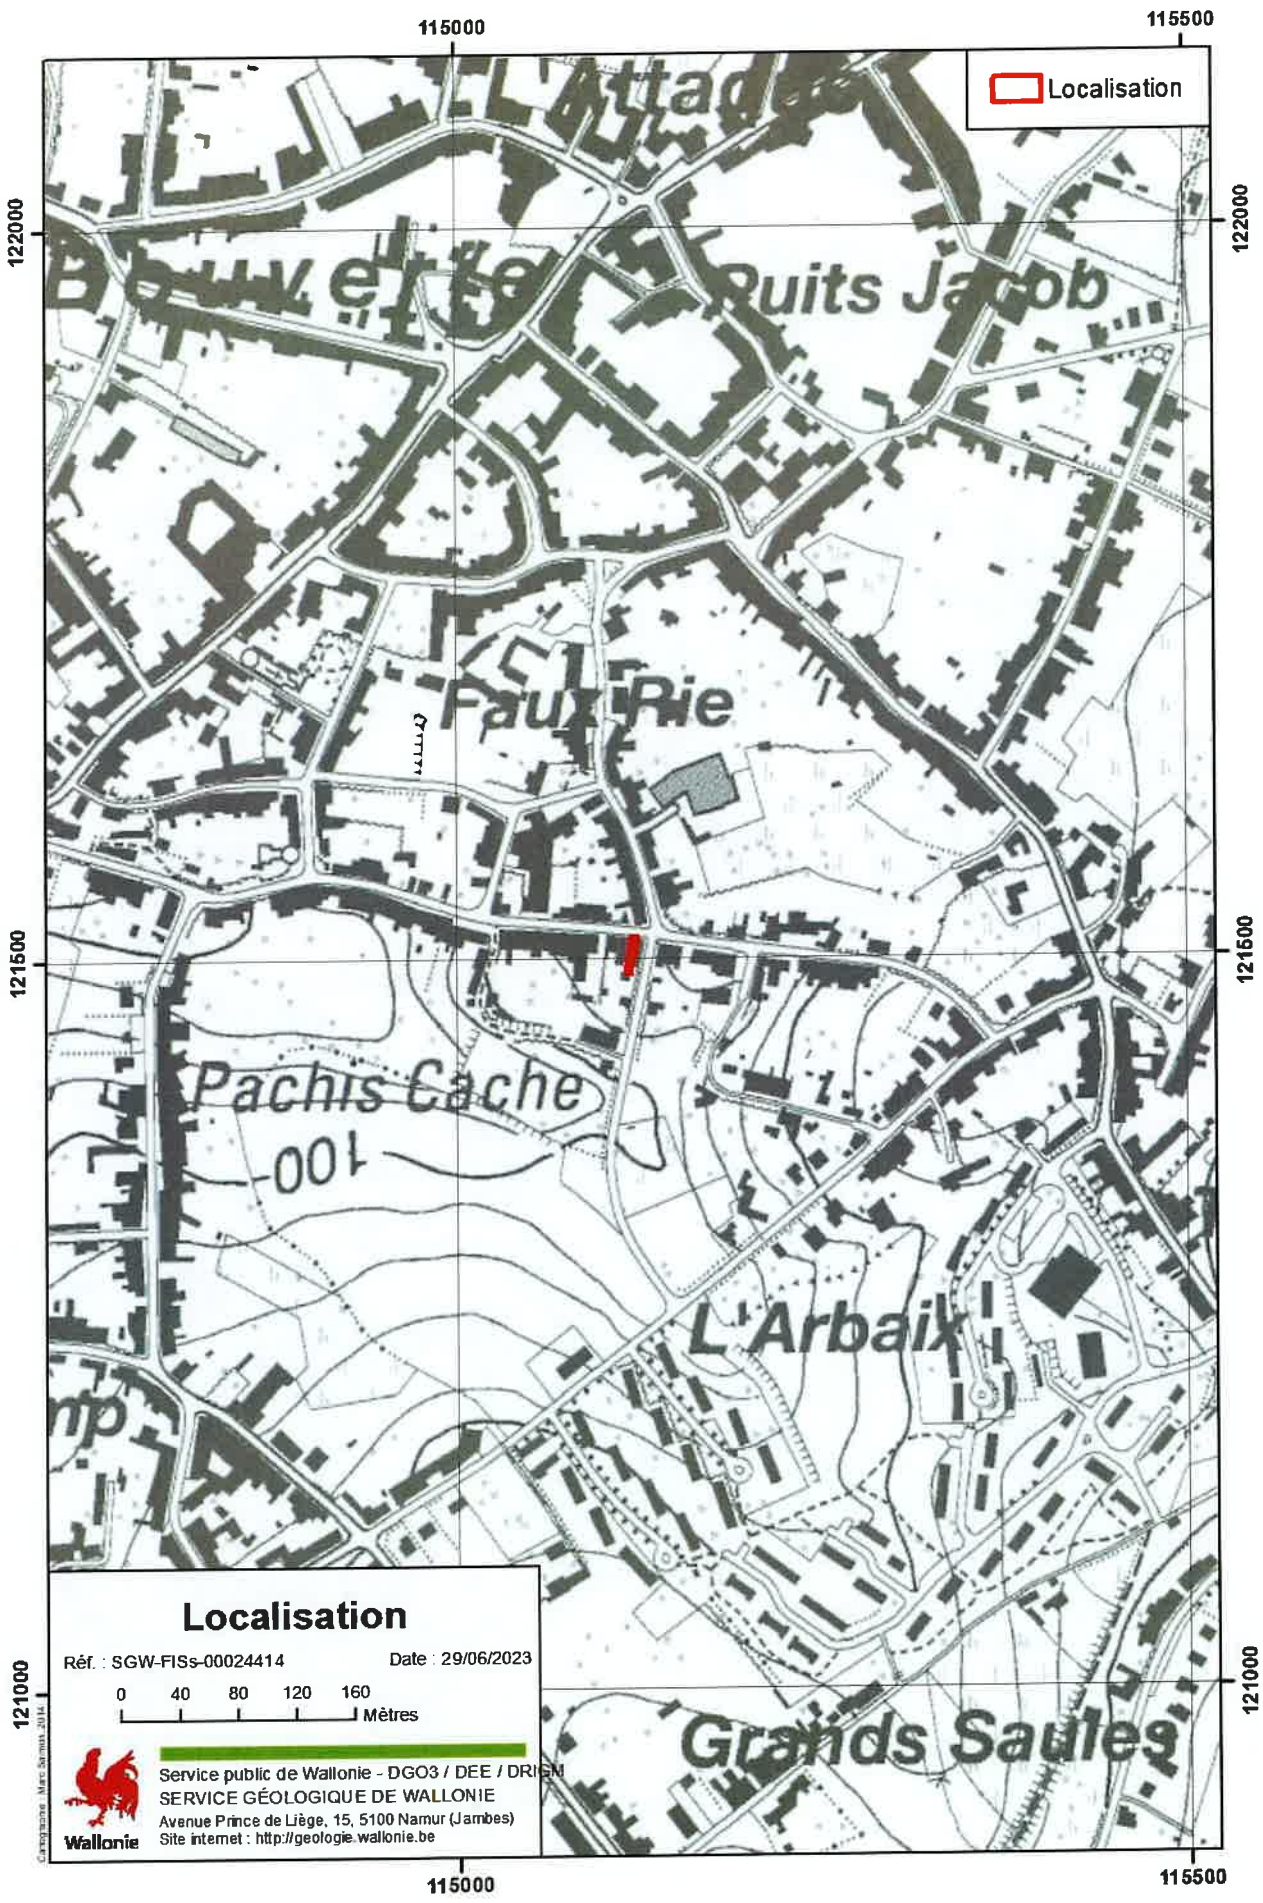 115000
115500
Localisation
L'Attaque
122000
122000
Bouverie
Puits Jacob
Faux Rie
121500
121500
Pachis Cache
100
L'Arbaix
mp
Localisation
Réf. : SGW-FISs-00024414
Date : 29/06/2023
0 40 80 120 160
Mètres
121000
121000
Grands Saules
Service public de Wallonie - DGO3 / DEE / DRIGM
SERVICE GÉOLOGIQUE DE WALLONIE
Avenue Prince de Liège, 15, 5100 Namur (Jambes)
Site internet : http://geologie.wallonie.be
Wallonie
115000
115500